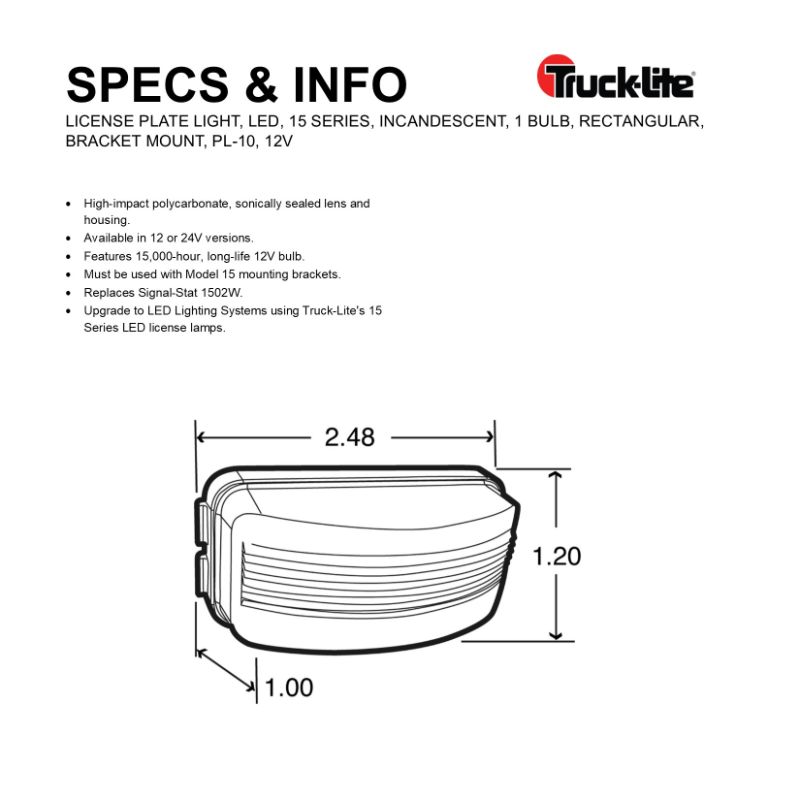 SPECS & INFO
Truck-Lite®
LICENSE PLATE LIGHT, LED, 15 SERIES, INCANDESCENT, 1 BULB, RECTANGULAR,
BRACKET MOUNT, PL-10, 12V
• High-impact polycarbonate, sonically sealed lens and
housing.
• Available in 12 or 24V versions.
• Features 15,000-hour, long-life 12V bulb.
• Must be used with Model 15 mounting brackets.
• Replaces Signal-Stat 1502W.
• Upgrade to LED Lighting Systems using Truck-Lite's 15
Series LED license lamps.
2.48
1.20
1.00